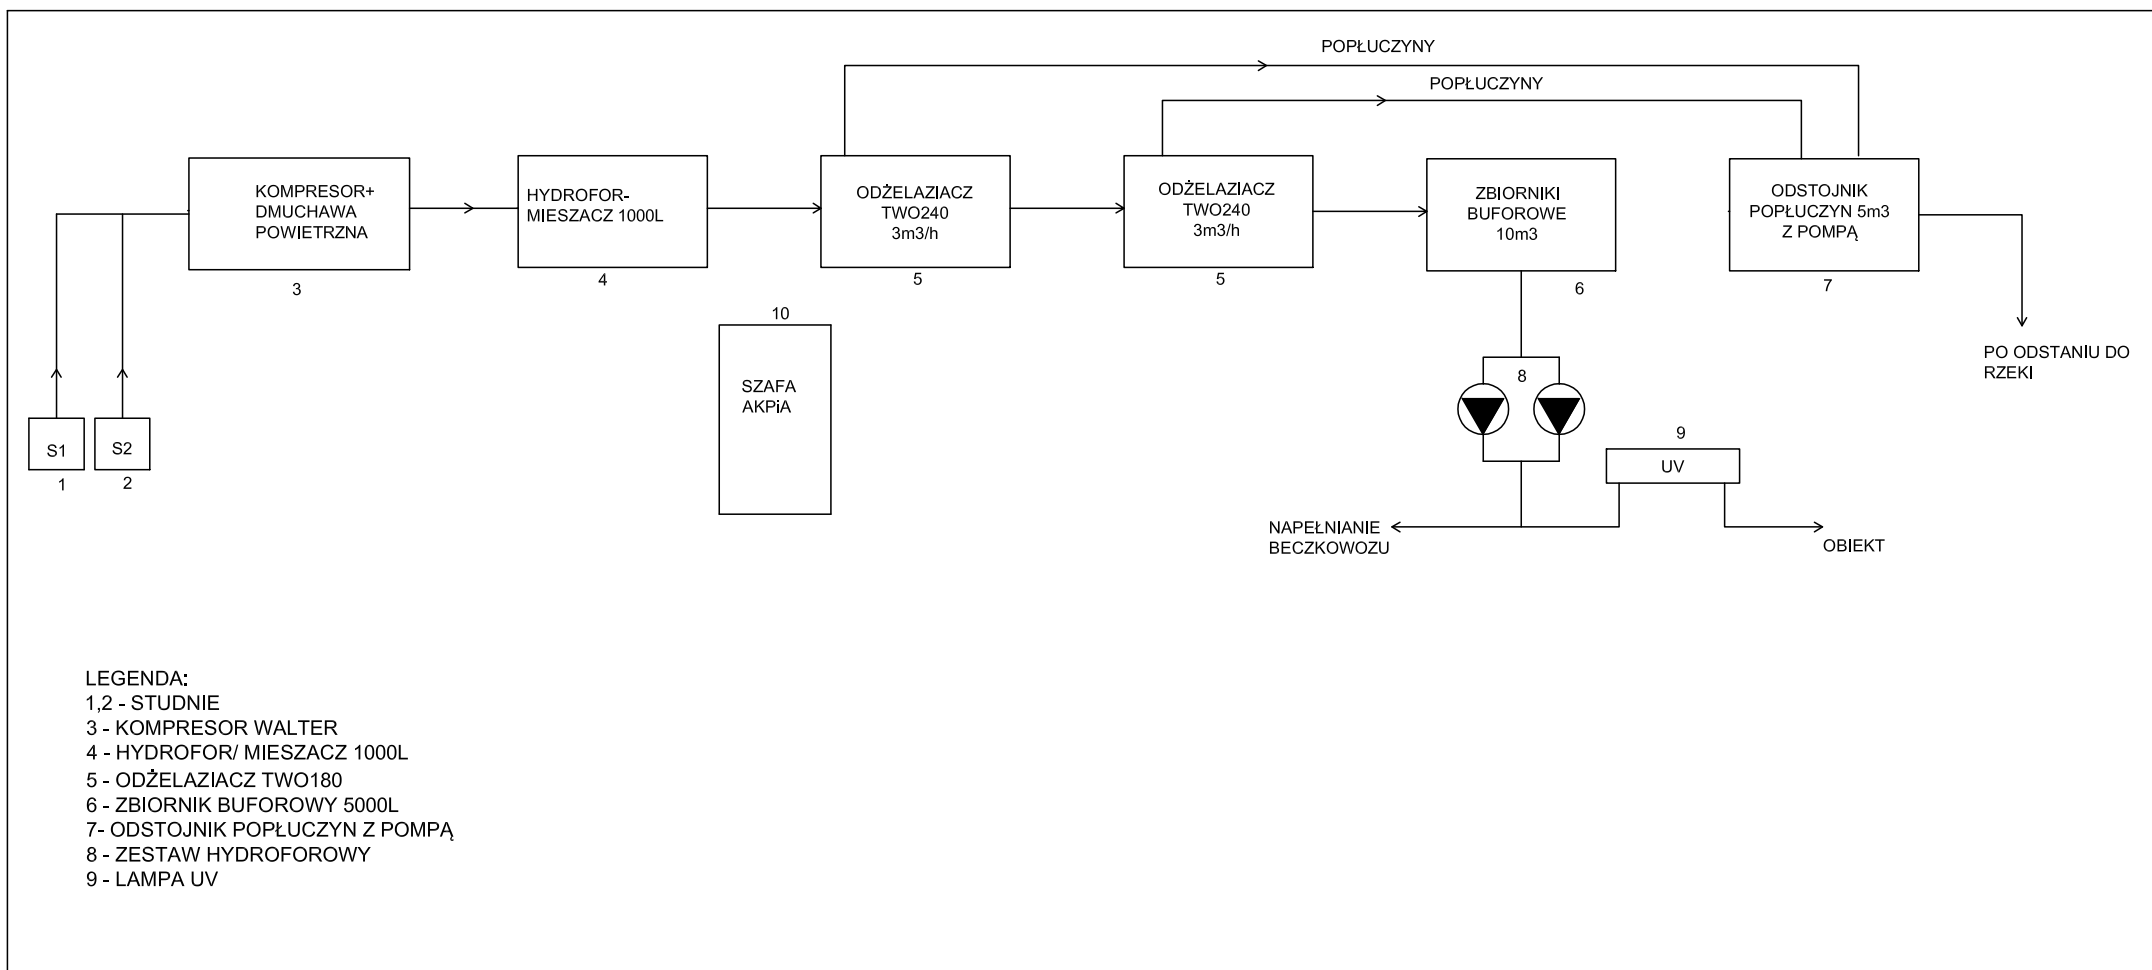 POPŁUCZYNY
POPŁUCZYNY
KOMPRESOR+
DMUCHAWA
POWIETRZNA
3
HYDROFOR-
MIESZACZ 1000L
4
ODŻELAZIACZ
TWO240
3m3/h
5
ODŻELAZIACZ
TWO240
3m3/h
5
ZBIORNIKI
BUFOROWE
10m3
6
ODSTOJNIK
POPŁUCZYN 5m3
Z POMPĄ
7
10
SZAFA
AKPiA
PO ODSTANIU DO
RZEKI
8
S1
1
S2
2
9
UV
NAPEŁNIANIE
BECZKOWOZU
OBIEKT
LEGENDA:
1,2 - STUDNIE
3 - KOMPRESOR WALTER
4 - HYDROFOR/ MIESZACZ 1000L
5 - ODŻELAZIACZ TWO180
6 - ZBIORNIK BUFOROWY 5000L
7- ODSTOJNIK POPŁUCZYN Z POMPĄ
8 - ZESTAW HYDROFOROWY
9 - LAMPA UV